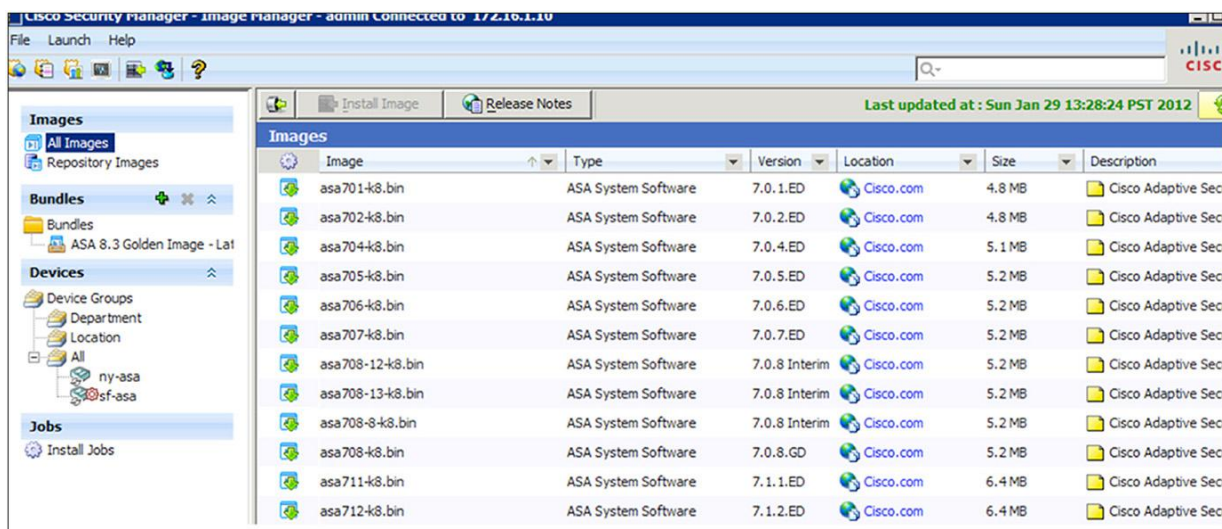 Cisco Security Manager - Image Manager - admin Connected to 172.16.1.10
File Launch Help
CISC
Install Image Release Notes Last updated at : Sun Jan 29 13:28:24 PST 2012
Images
All Images
Repository Images
Bundles
Bundles
ASA 8.3 Golden Image - Lat
Devices
Device Groups
Department
Location
All
ny-asa
sf-asa
Jobs
Install Jobs
Images
Image Type Version Location Size Description
asa701-k8.bin ASA System Software 7.0.1.ED Cisco.com 4.8 MB Cisco Adaptive Sec
asa702-k8.bin ASA System Software 7.0.2.ED Cisco.com 4.8 MB Cisco Adaptive Sec
asa704-k8.bin ASA System Software 7.0.4.ED Cisco.com 5.1 MB Cisco Adaptive Sec
asa705-k8.bin ASA System Software 7.0.5.ED Cisco.com 5.2 MB Cisco Adaptive Sec
asa706-k8.bin ASA System Software 7.0.6.ED Cisco.com 5.2 MB Cisco Adaptive Sec
asa707-k8.bin ASA System Software 7.0.7.ED Cisco.com 5.2 MB Cisco Adaptive Sec
asa708-12-k8.bin ASA System Software 7.0.8 Interim Cisco.com 5.2 MB Cisco Adaptive Sec
asa708-13-k8.bin ASA System Software 7.0.8 Interim Cisco.com 5.2 MB Cisco Adaptive Sec
asa708-8-k8.bin ASA System Software 7.0.8 Interim Cisco.com 5.2 MB Cisco Adaptive Sec
asa708-k8.bin ASA System Software 7.0.8.GD Cisco.com 5.2 MB Cisco Adaptive Sec
asa711-k8.bin ASA System Software 7.1.1.ED Cisco.com 6.4 MB Cisco Adaptive Sec
asa712-k8.bin ASA System Software 7.1.2.ED Cisco.com 6.4 MB Cisco Adaptive Sec